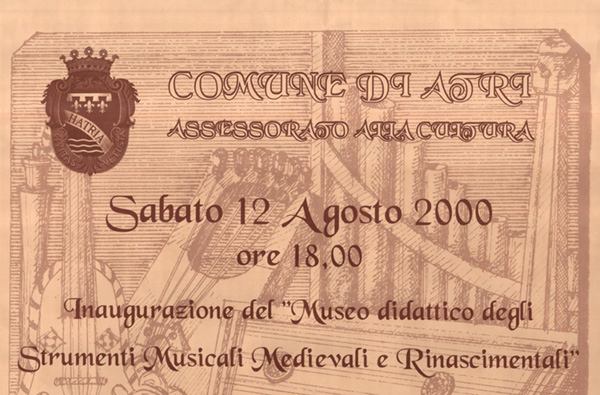 COMUNE DI ATRI
ASSESSORATO ALLA CULTURA
HATRIA
Sabato 12 Agosto 2000
ore 18,00
Inaugurazione del "Museo didattico degli
Strumenti Musicali Medievali e Rinascimentali"